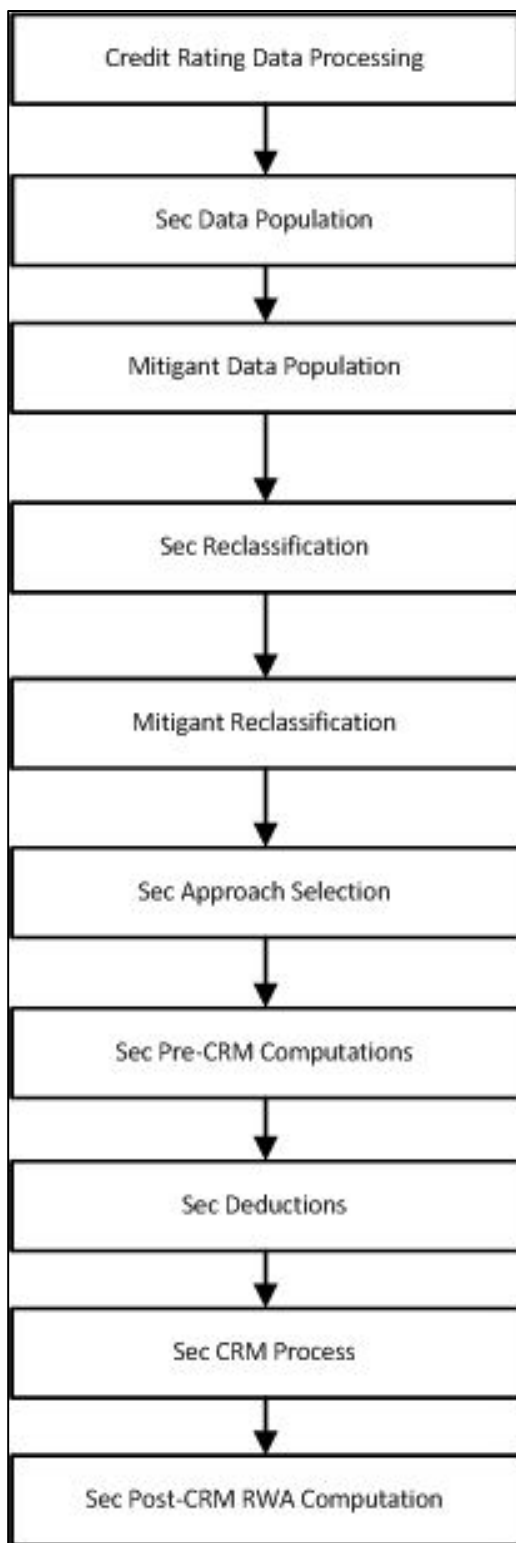 Credit Rating Data Processing
Sec Data Population
Mitigant Data Population
Sec Reclassification
Mitigant Reclassification
Sec Approach Selection
Sec Pre-CRM Computations
Sec Deductions
Sec CRM Process
Sec Post-CRM RWA Computation